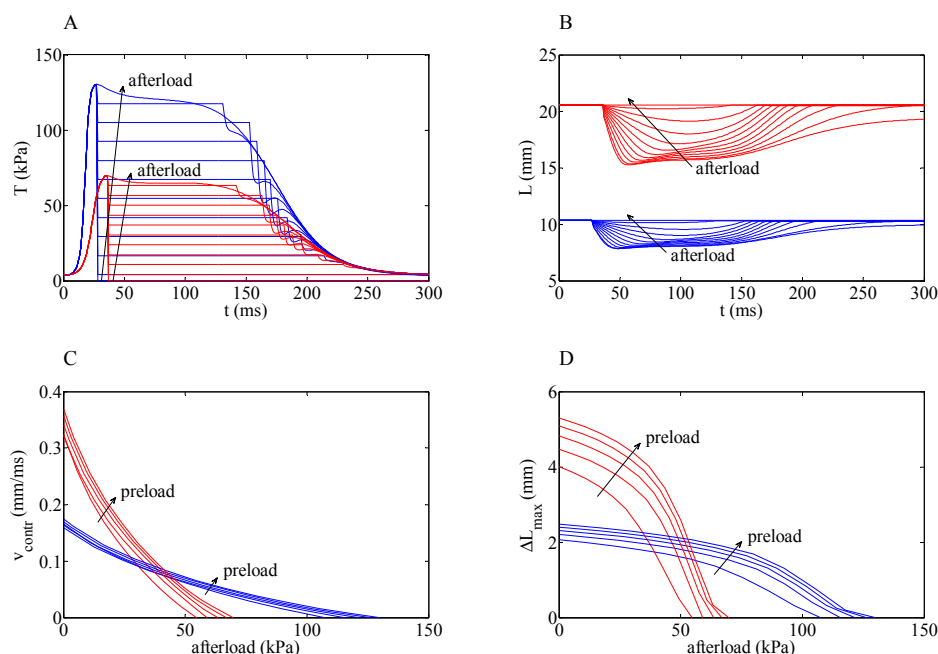 A
150
100
50
0
T (kPa)
afterload
afterload
0 50 100 150 200 250 300
t (ms)
B
25
20
15
10
5
L (mm)
afterload
afterload
0 50 100 150 200 250 300
t (ms)
C
0.4
0.3
0.2
0.1
0
v_contr (mm/ms)
preload
preload
0 50 100 150
afterload (kPa)
D
6
4
2
0
ΔL_max (mm)
preload
preload
0 50 100 150
afterload (kPa)